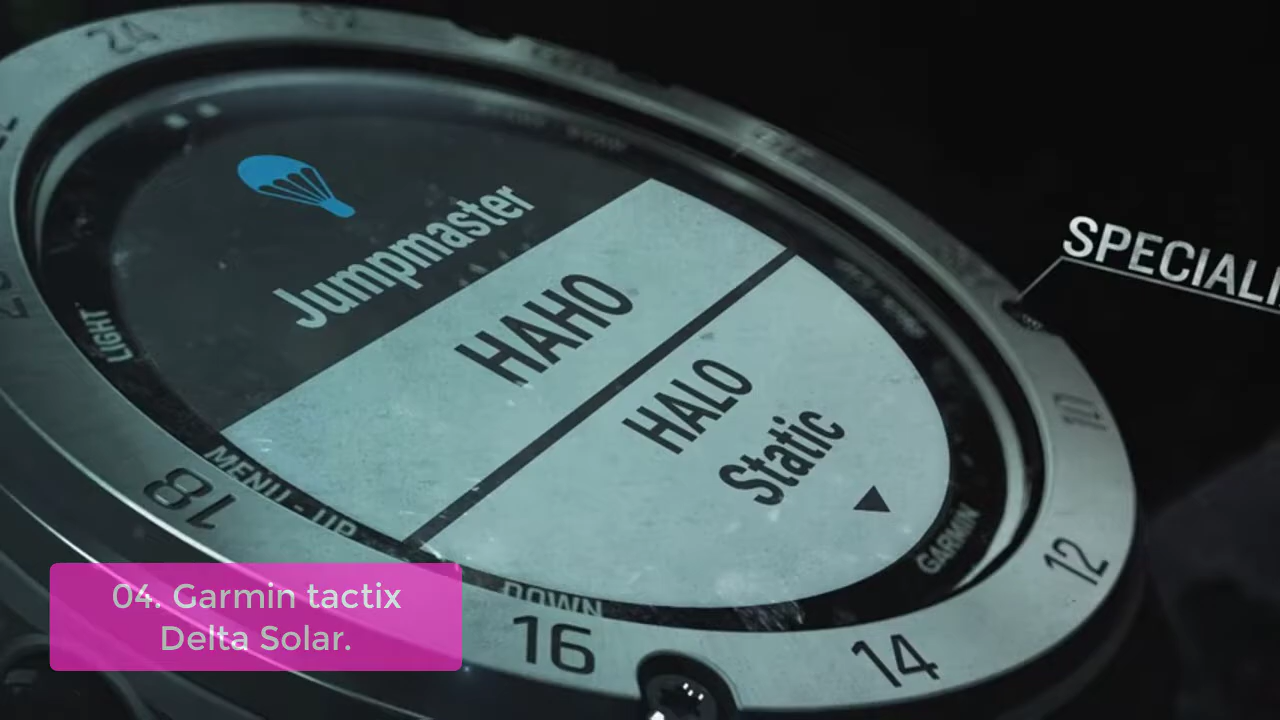 24
Jumpmaster
HAHO
HALO
Static
SPECIALI
LIGHT
MENU - UP
DOWN
GARMIN
18
16
14
12
10
04. Garmin tactix
Delta Solar.